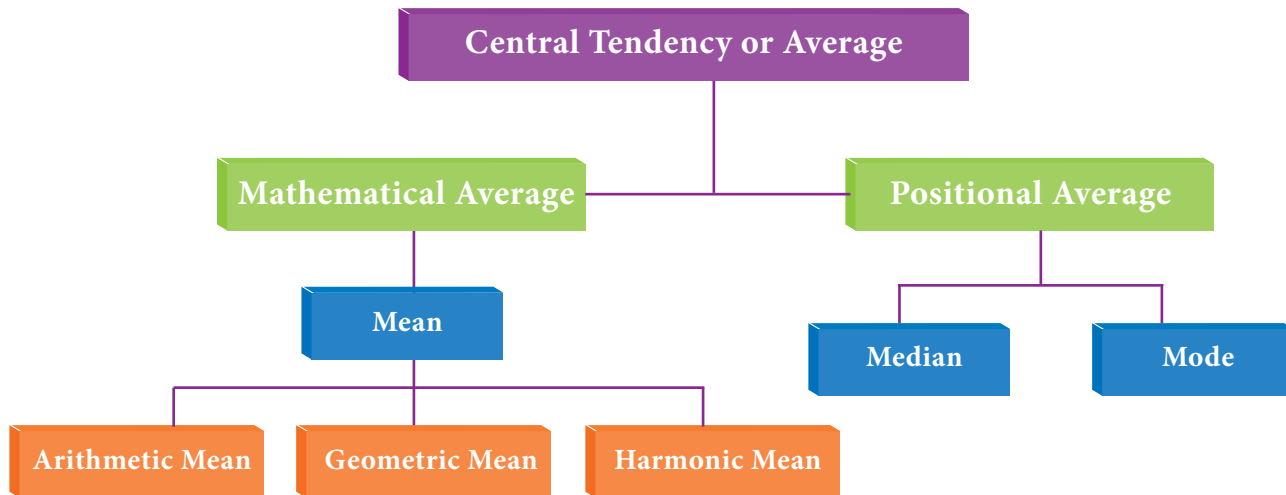 Central Tendency or Average
Mathematical Average
Positional Average
Mean
Median
Mode
Arithmetic Mean
Geometric Mean
Harmonic Mean